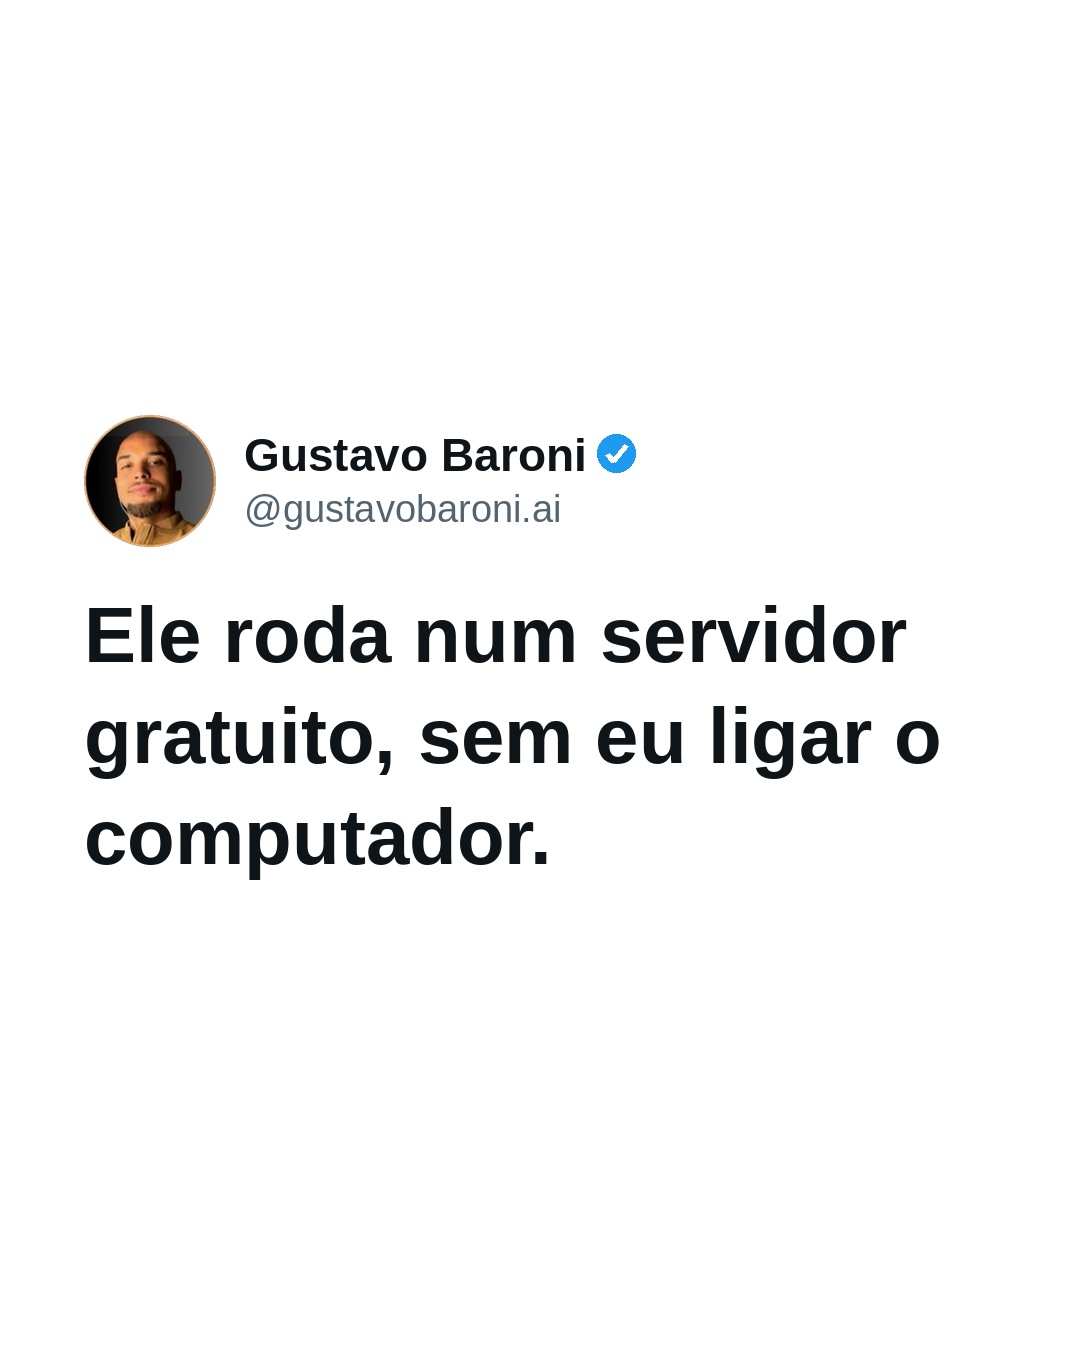 Gustavo Baroni
@gustavobaroni.ai
Ele roda num servidor
gratuito, sem eu ligar o
computador.